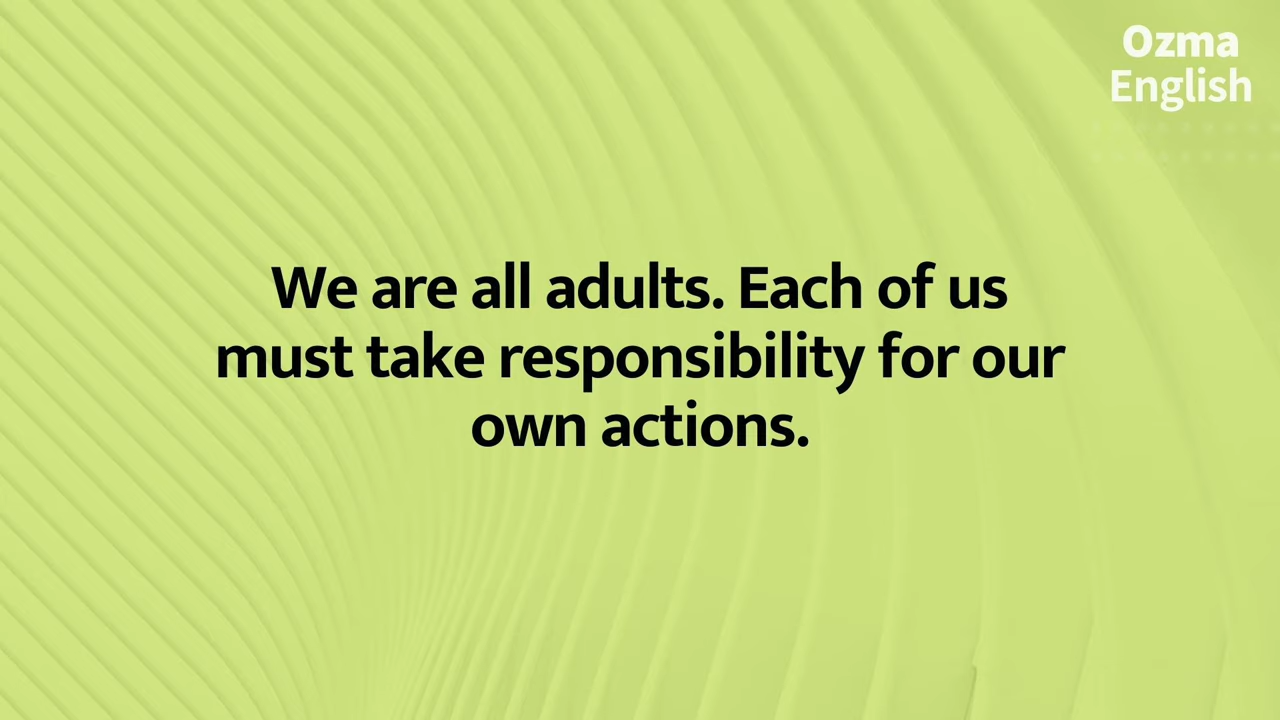 Ozma
English
We are all adults. Each of us
must take responsibility for our
own actions.